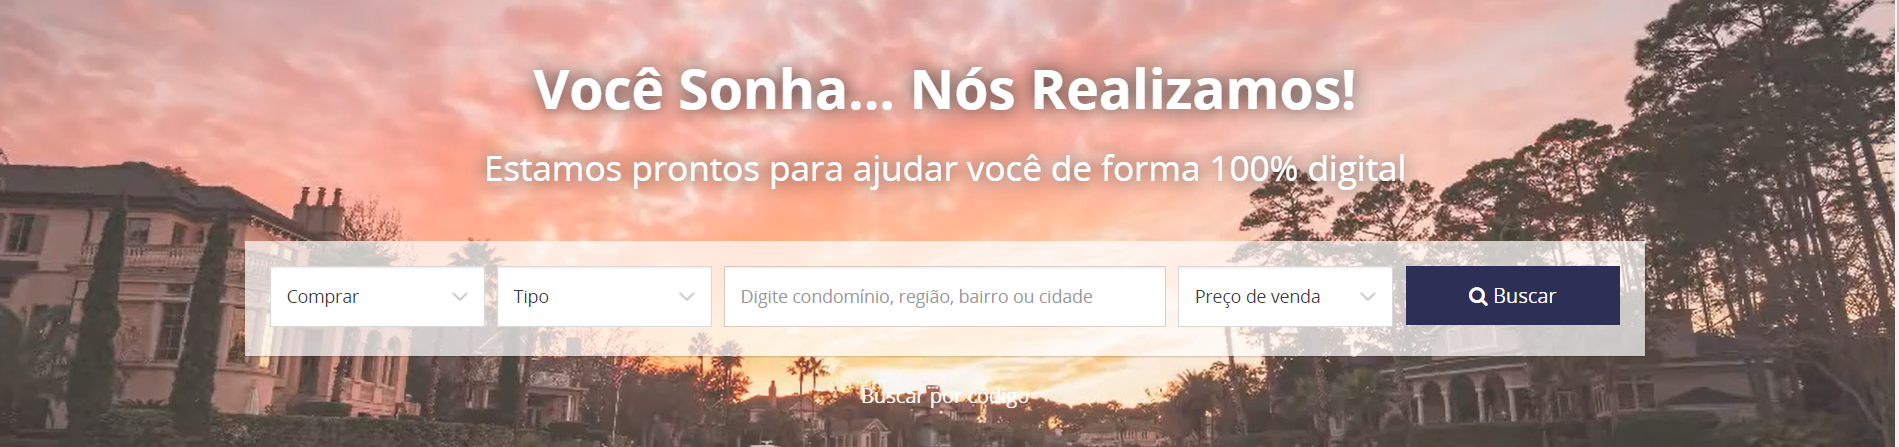 Você Sonha... Nós Realizamos!
Estamos prontos para ajudar você de forma 100% digital
Comprar Tipo Digite condomínio, região, bairro ou cidade Preço de venda Buscar
Buscar por código